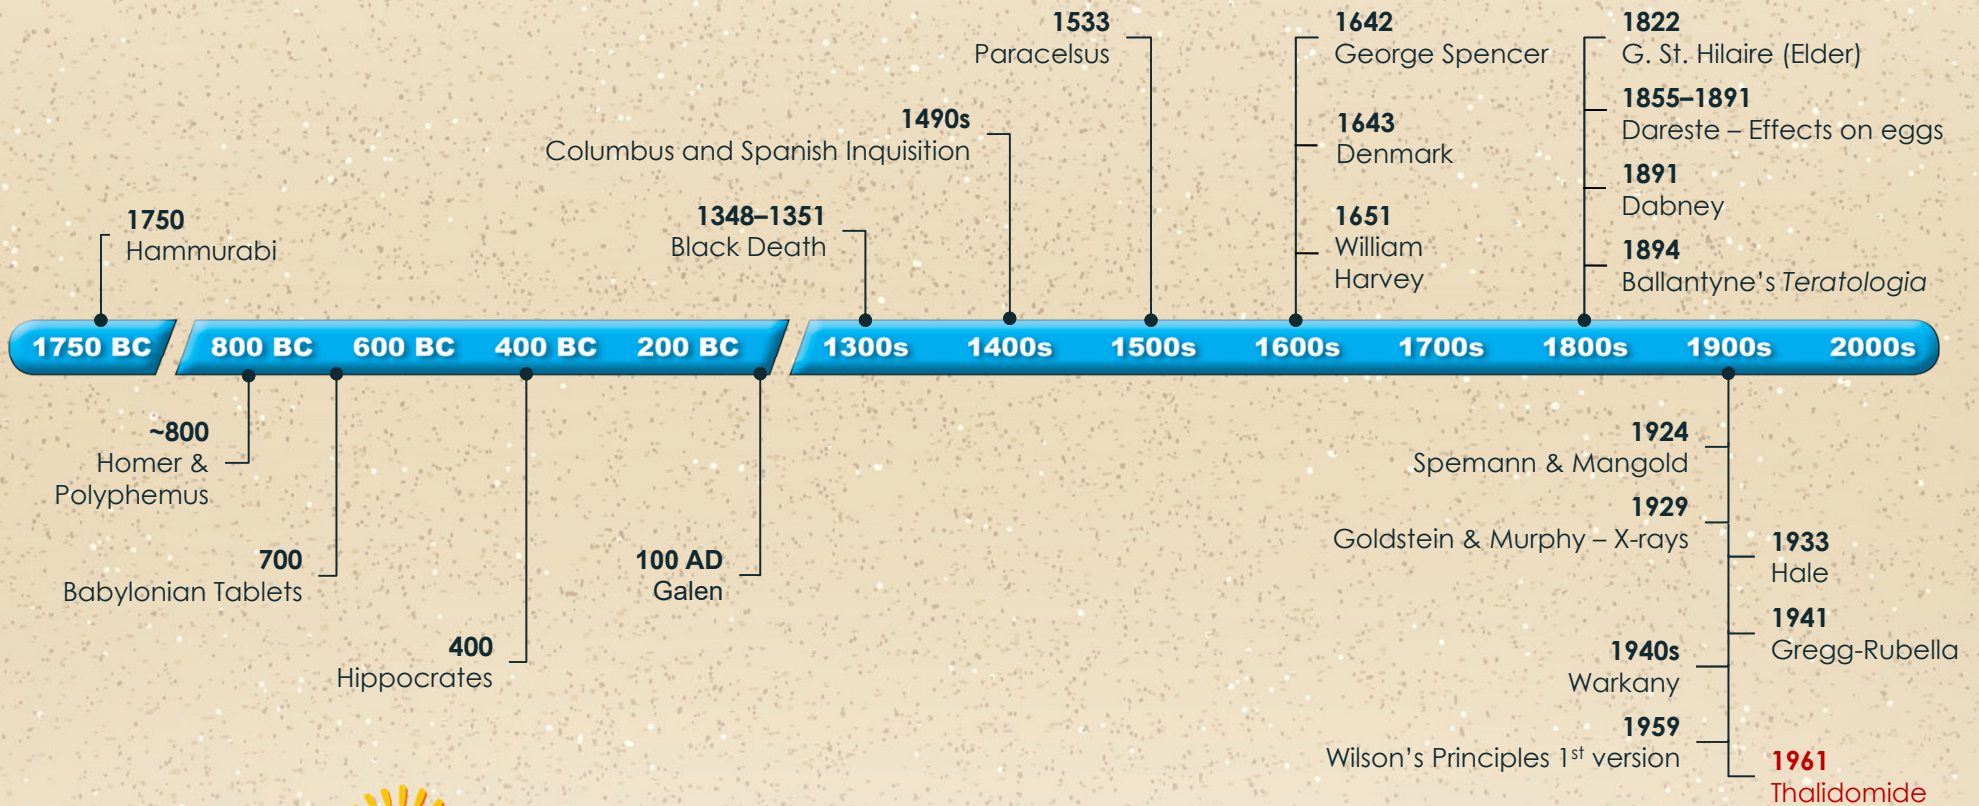 1533
Paracelsus
1642
George Spencer
1822
G. St. Hilaire (Elder)
1855–1891
Dareste – Effects on eggs
1490s
Columbus and Spanish Inquisition
1643
Denmark
1891
Dabney
1750
Hammurabi
1348–1351
Black Death
1651
William
Harvey
1894
Ballantyne's Teratologia
1750 BC 800 BC 600 BC 400 BC 200 BC 1300s 1400s 1500s 1600s 1700s 1800s 1900s 2000s
~800
Homer &
Polyphemus
700
Babylonian Tablets
400
Hippocrates
100 AD
Galen
1924
Spemann & Mangold
1929
Goldstein & Murphy – X-rays
1933
Hale
1941
Gregg-Rubella
1940s
Warkany
1959
Wilson's Principles 1st version
1961
Thalidomide